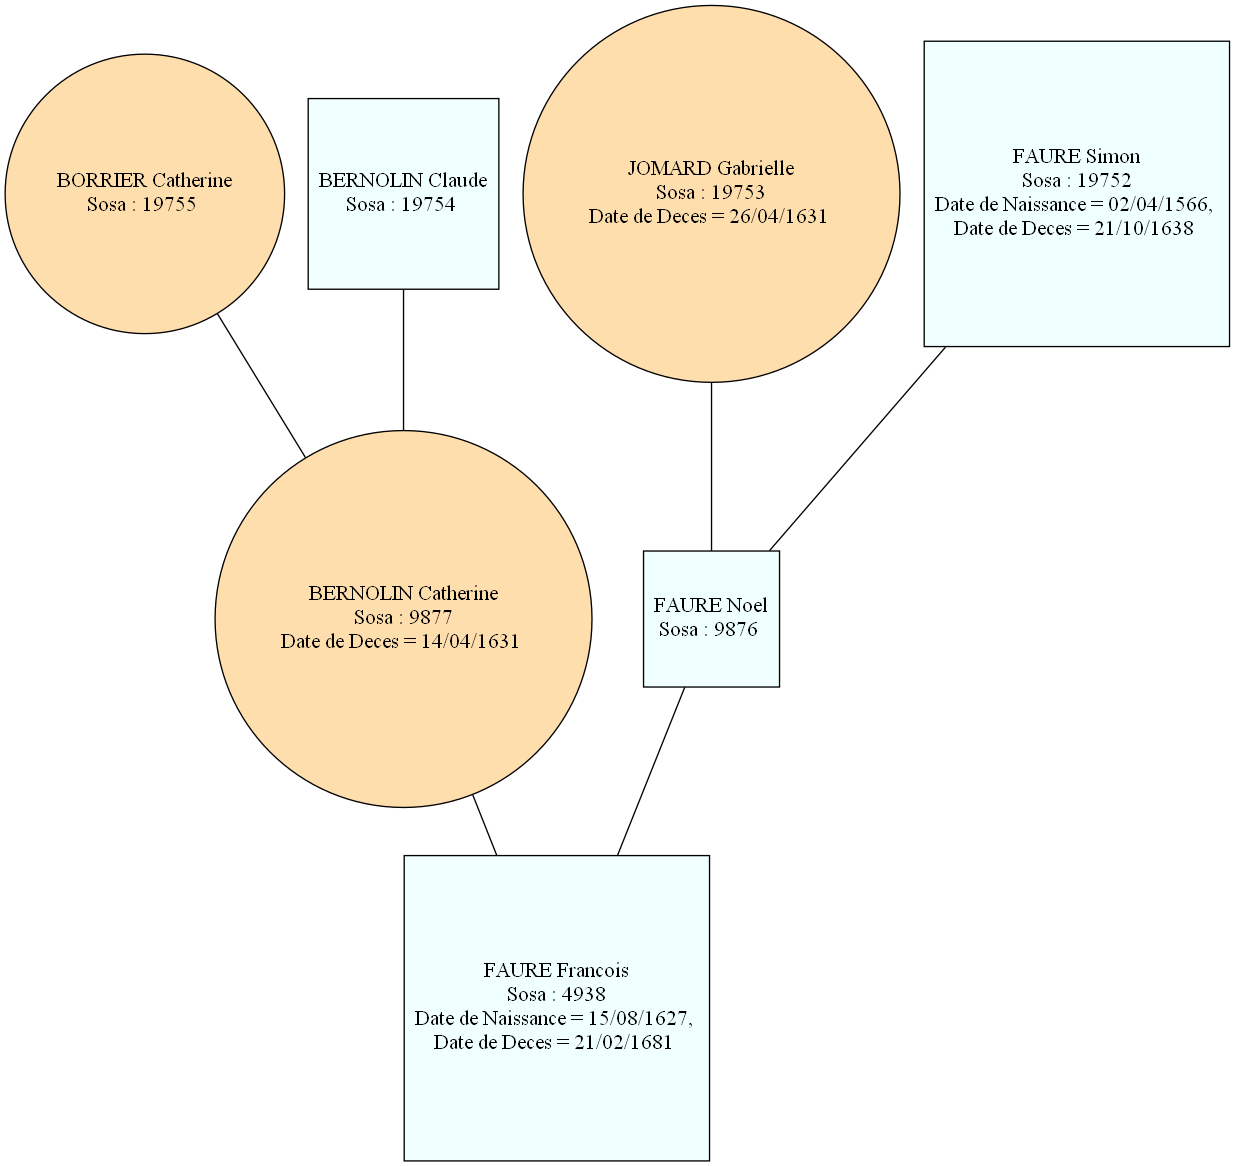 BORRIER Catherine
Sosa : 19755
BERNOLIN Claude
Sosa : 19754
JOMARD Gabrielle
Sosa : 19753
Date de Deces = 26/04/1631
FAURE Simon
Sosa : 19752
Date de Naissance = 02/04/1566,
Date de Deces = 21/10/1638
BERNOLIN Catherine
Sosa : 9877
Date de Deces = 14/04/1631
FAURE Noel
Sosa : 9876
FAURE Francois
Sosa : 4938
Date de Naissance = 15/08/1627,
Date de Deces = 21/02/1681